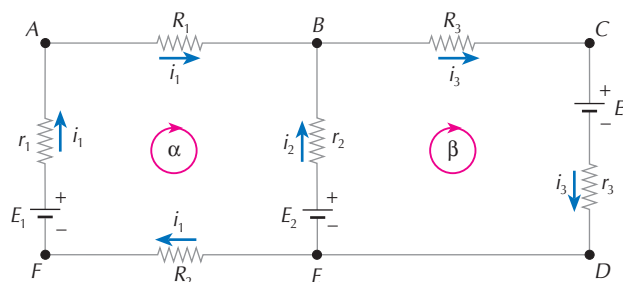 A R₁ B R₃ C
i₁ i₃
+
E
−
r₁ i₁ α i₂ r₂ β i₃ r₃
+ +
E₁ E₂
− −
i₁
F R₂ F D